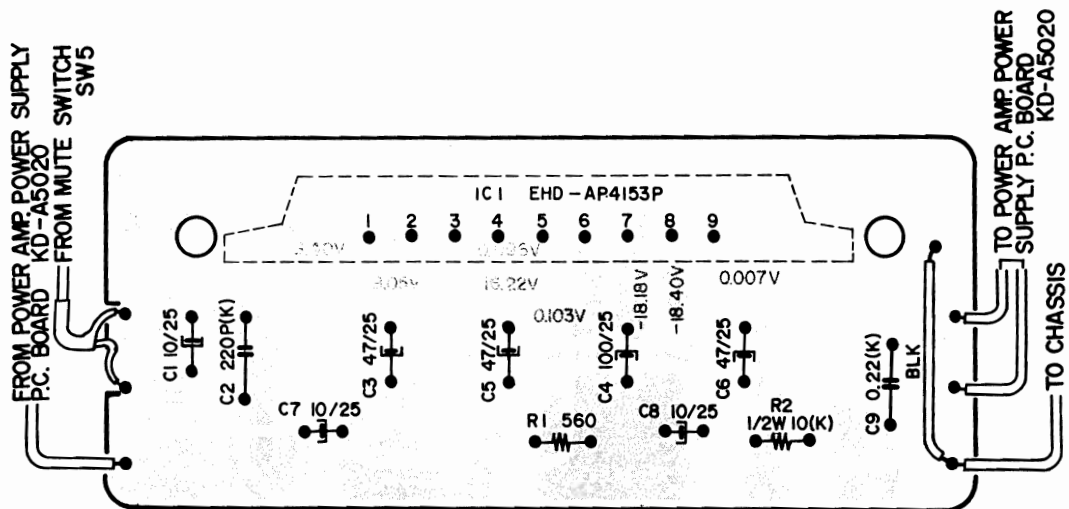 FROM POWER AMP. POWER SUPPLY
P.C. BOARD KD-A5020
FROM MUTE SWITCH
SW5
TO POWER AMP. POWER
SUPPLY P.C. BOARD
KD-A5020
TO CHASSIS
IC1 EHD-AP4153P
1 2 3 4 5 6 7 8 9
16.22V
0.007V
0.103V
-18.18V
-18.40V
C1 10/25
C2 220P(K)
C3 47/25
C5 47/25
C4 100/25
C6 47/25
C9 0.22(K)
BLK
C7 10/25
R1 560
C8 10/25
R2
1/2W 10(K)